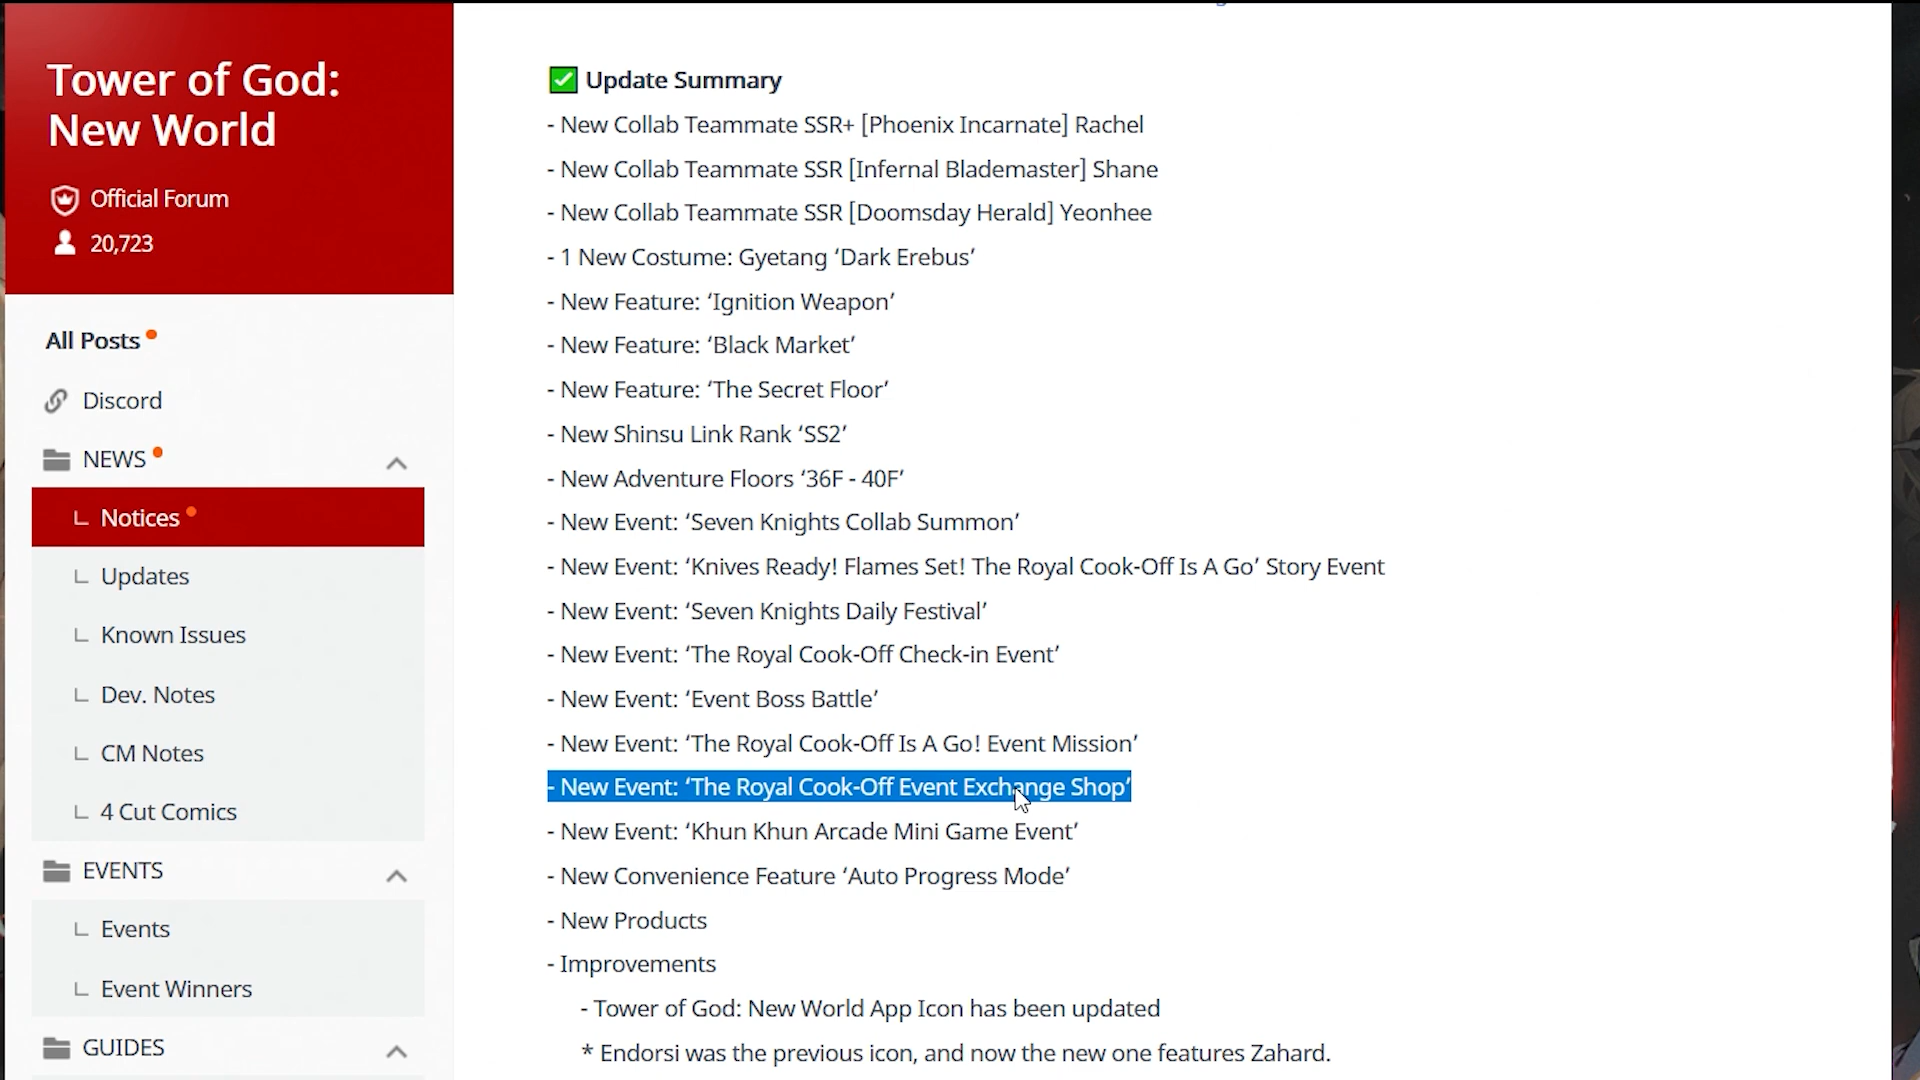 Tower of God:
New World
Official Forum
20,723
All Posts
Discord
NEWS
Notices
Updates
Known Issues
Dev. Notes
CM Notes
4 Cut Comics
EVENTS
Events
Event Winners
GUIDES
✅ Update Summary
- New Collab Teammate SSR+ [Phoenix Incarnate] Rachel
- New Collab Teammate SSR [Infernal Blademaster] Shane
- New Collab Teammate SSR [Doomsday Herald] Yeonhee
- 1 New Costume: Gyetang ‘Dark Erebus’
- New Feature: ‘Ignition Weapon’
- New Feature: ‘Black Market’
- New Feature: ‘The Secret Floor’
- New Shinsu Link Rank ‘SS2’
- New Adventure Floors ‘36F - 40F’
- New Event: ‘Seven Knights Collab Summon’
- New Event: ‘Knives Ready! Flames Set! The Royal Cook-Off Is A Go’ Story Event
- New Event: ‘Seven Knights Daily Festival’
- New Event: ‘The Royal Cook-Off Check-in Event’
- New Event: ‘Event Boss Battle’
- New Event: ‘The Royal Cook-Off Is A Go! Event Mission’
- New Event: ‘The Royal Cook-Off Event Exchange Shop’
- New Event: ‘Khun Khun Arcade Mini Game Event’
- New Convenience Feature ‘Auto Progress Mode’
- New Products
- Improvements
- Tower of God: New World App Icon has been updated
* Endorsi was the previous icon, and now the new one features Zahard.